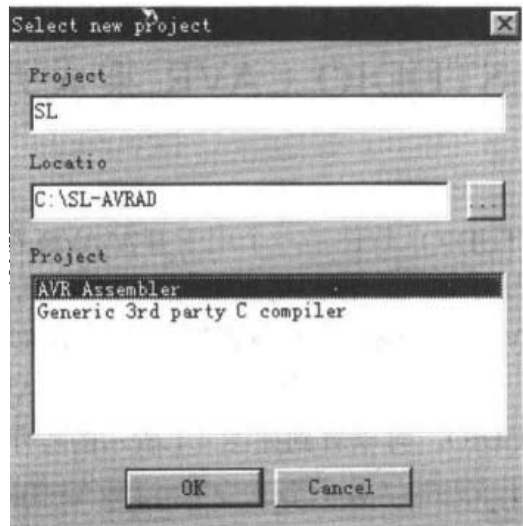 Select new project
Project
SL
Locatio
C:\SL-AVRAD
...
Project
AVR Assembler
Generic 3rd party C compiler
OK
Cancel